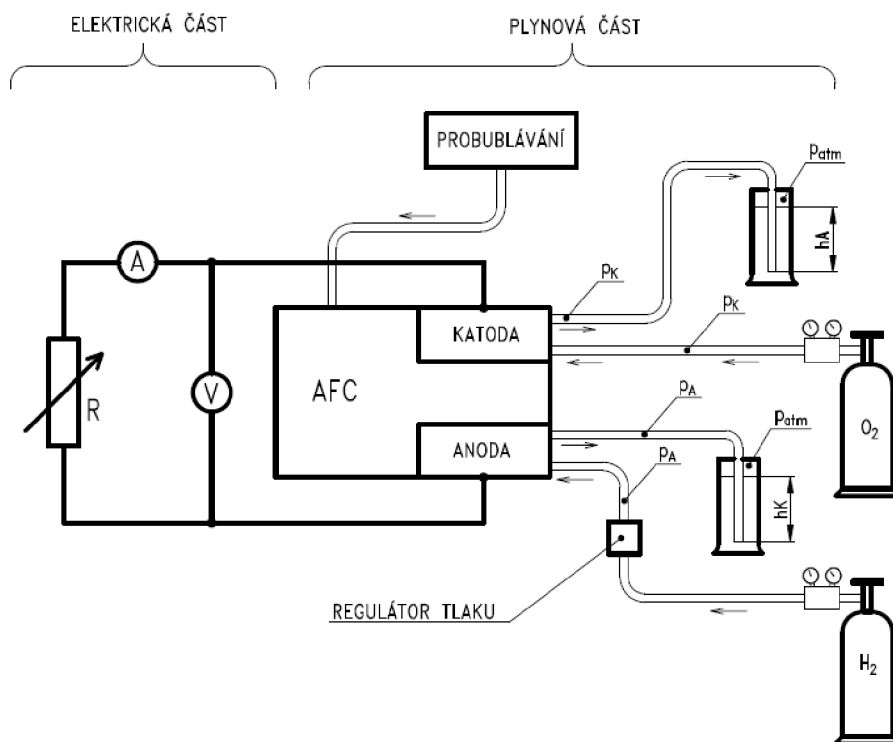 ELEKTRICKÁ ČÁST
PLYNOVÁ ČÁST
PROBUBLÁVÁNÍ
Patm
hA
A
PK
PK
KATODA
V
R
AFC
PA
Patm
O2
ANODA
PA
hK
REGULÁTOR TLAKU
H2